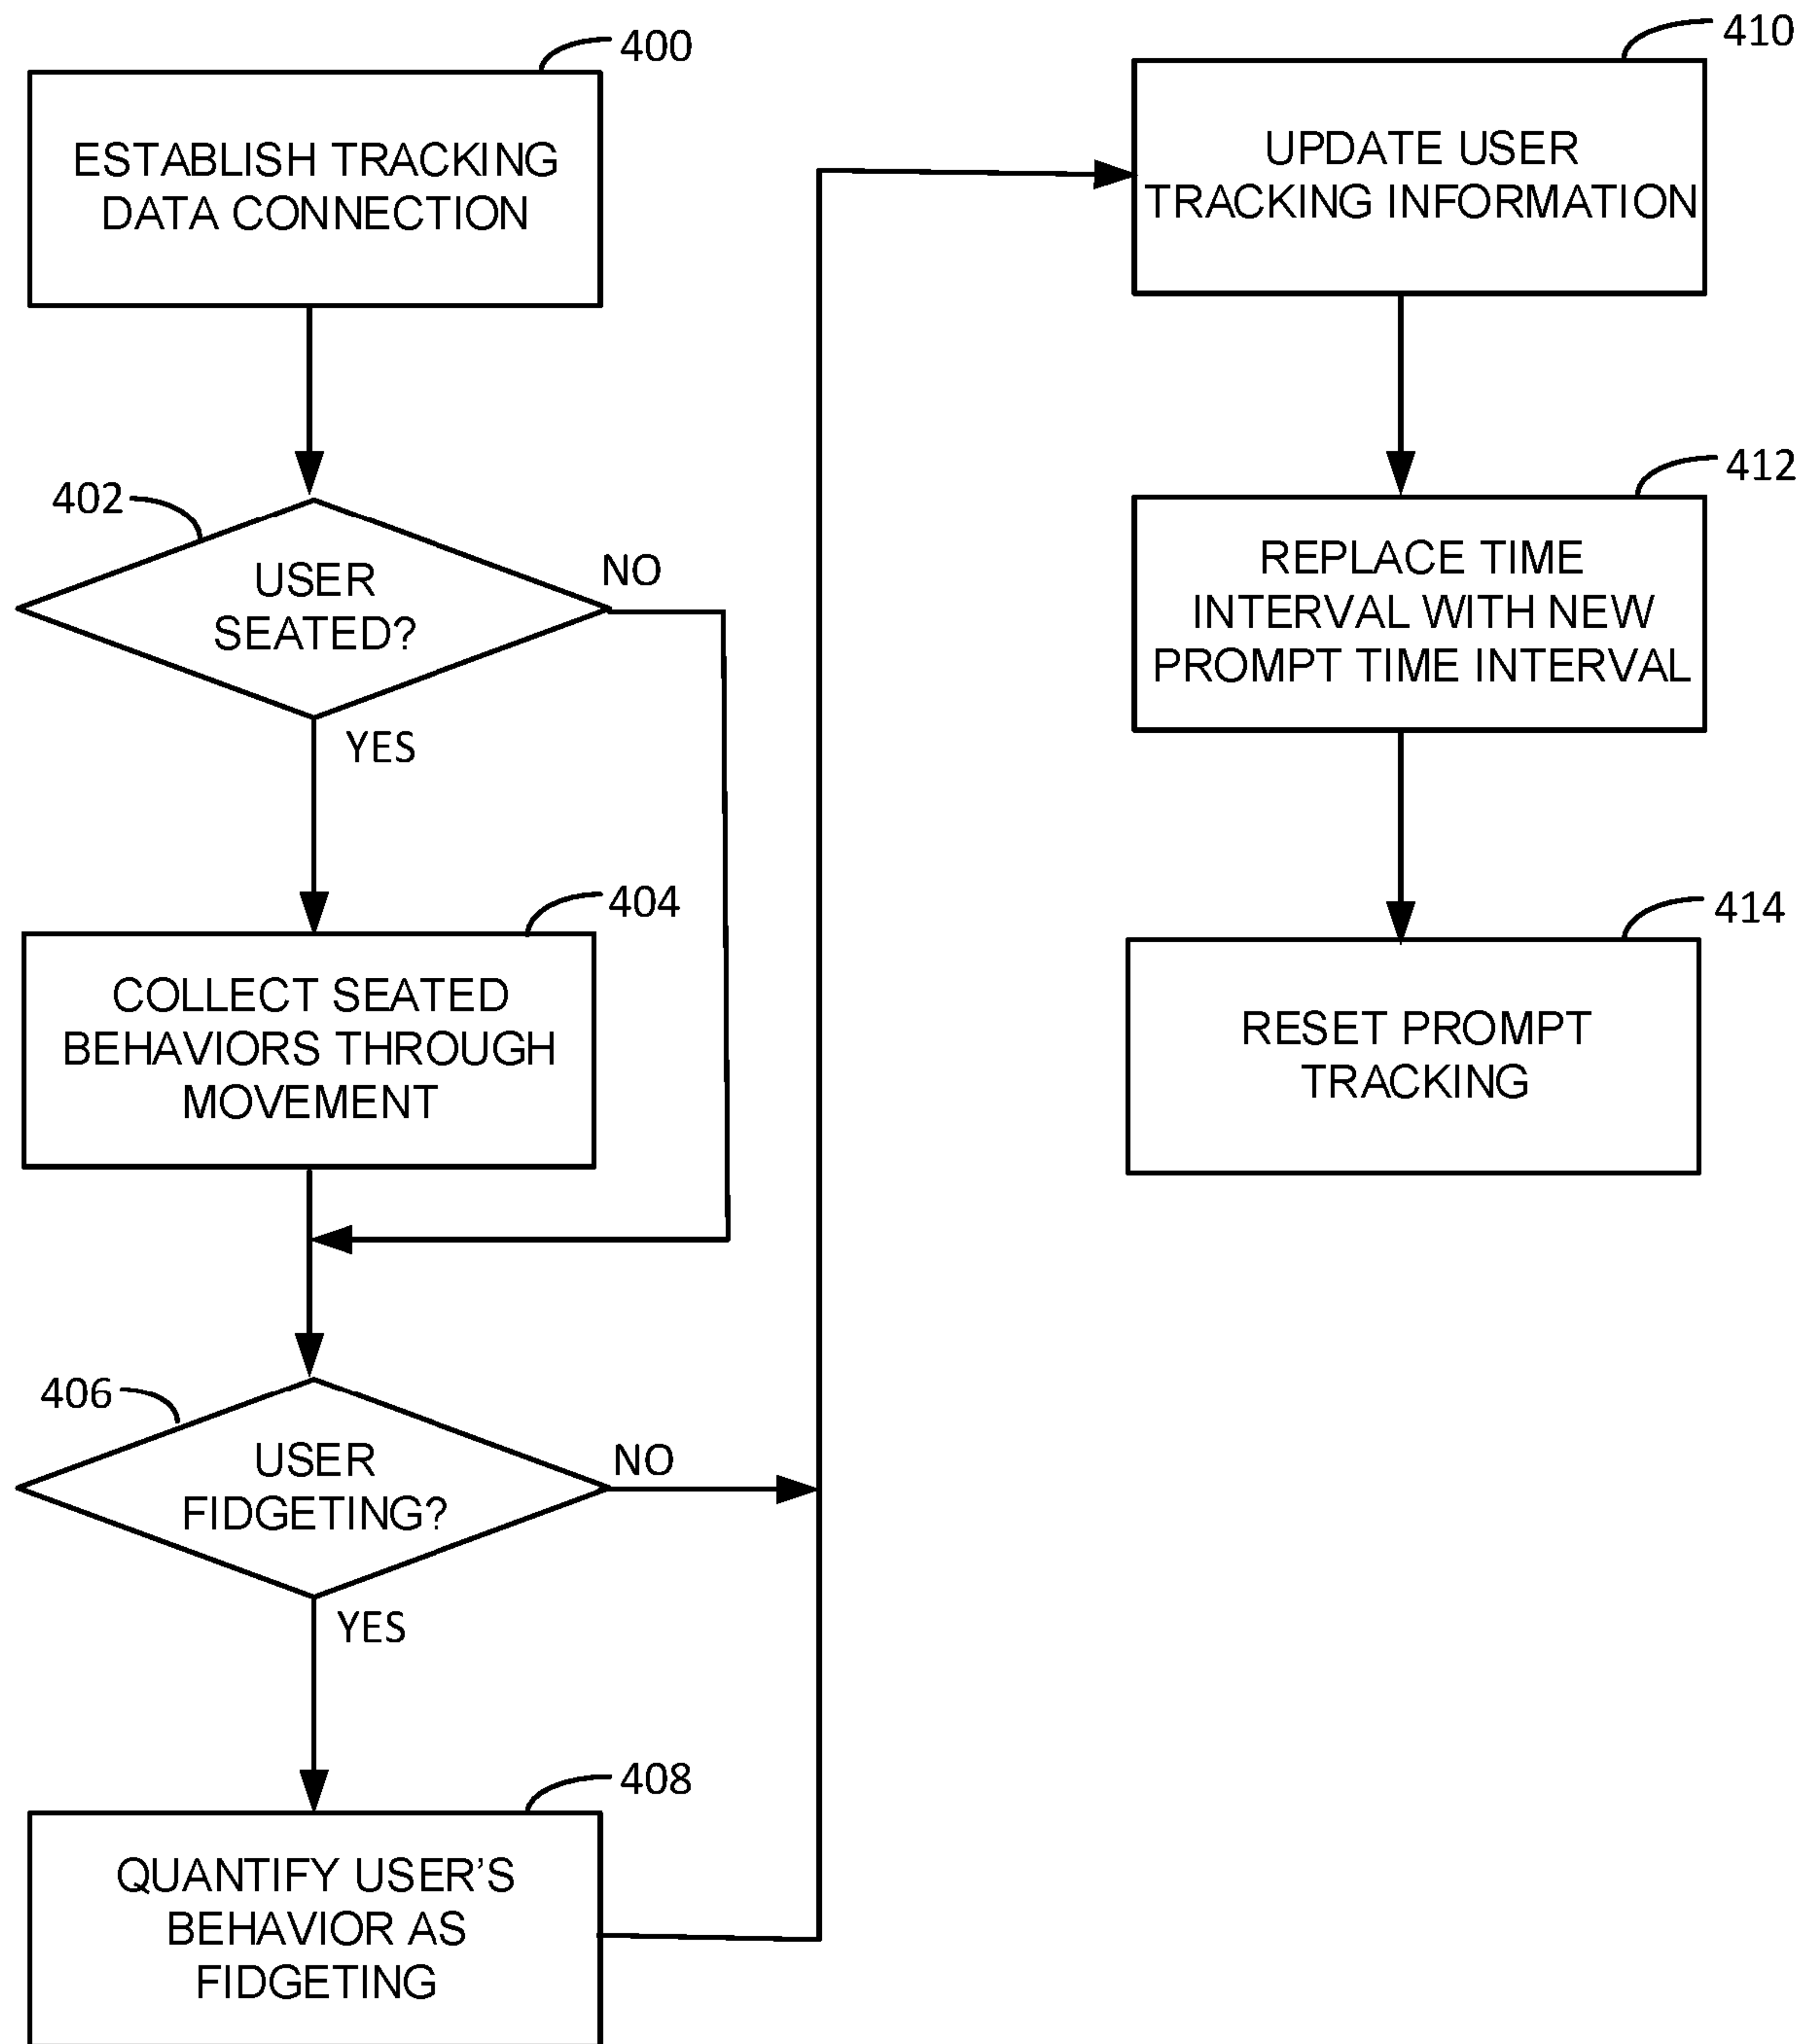 400
ESTABLISH TRACKING
DATA CONNECTION
402
USER
SEATED?
NO
YES
404
COLLECT SEATED
BEHAVIORS THROUGH
MOVEMENT
406
USER
FIDGETING?
NO
YES
408
QUANTIFY USER'S
BEHAVIOR AS
FIDGETING
410
UPDATE USER
TRACKING INFORMATION
412
REPLACE TIME
INTERVAL WITH NEW
PROMPT TIME INTERVAL
414
RESET PROMPT
TRACKING